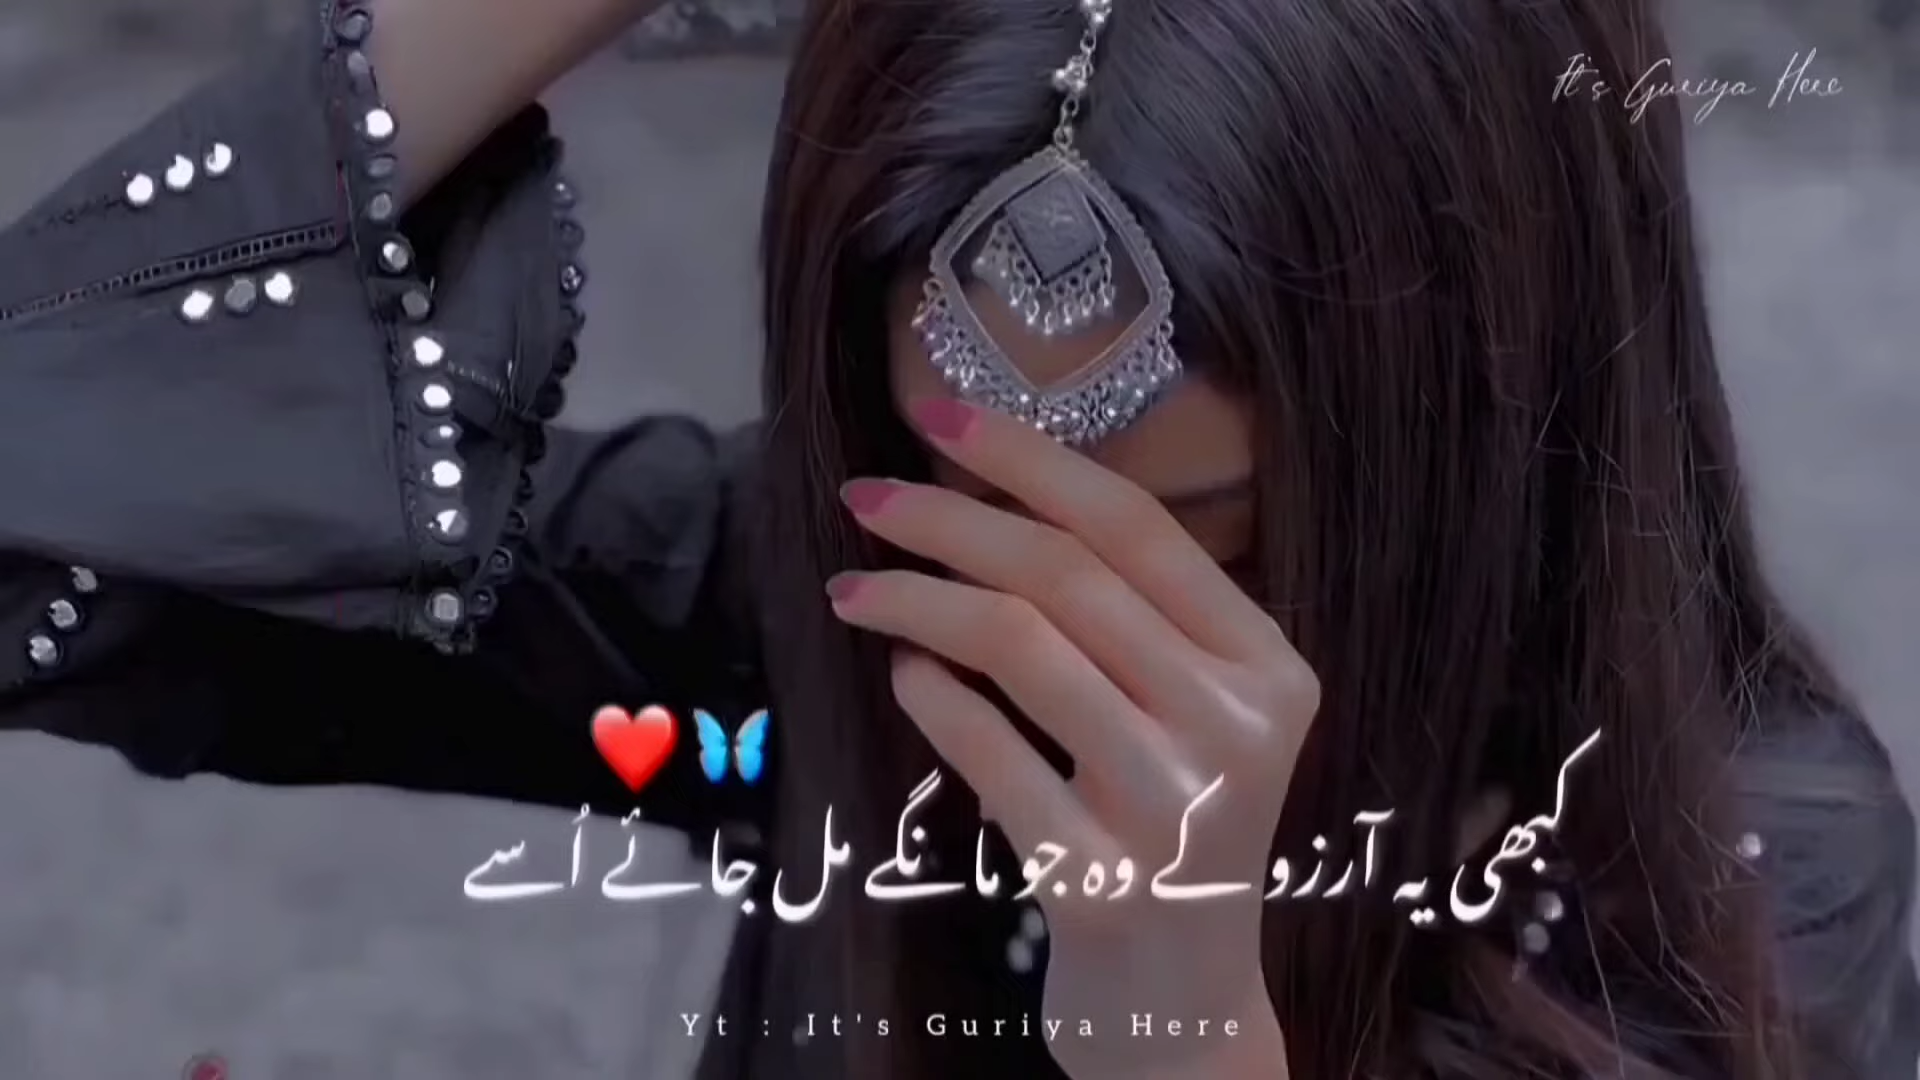 It's Guriya Here
❤️🦋
کبھی یہ آرزو کے وہ جو مانگے مل جائے اُسے
Yt : It's Guriya Here